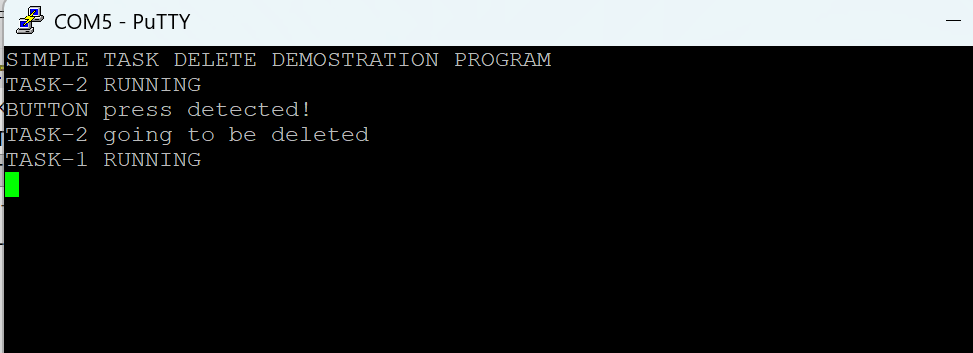 COM5 - PuTTY
SIMPLE TASK DELETE DEMOSTRATION PROGRAM
TASK-2 RUNNING
BUTTON press detected!
TASK-2 going to be deleted
TASK-1 RUNNING